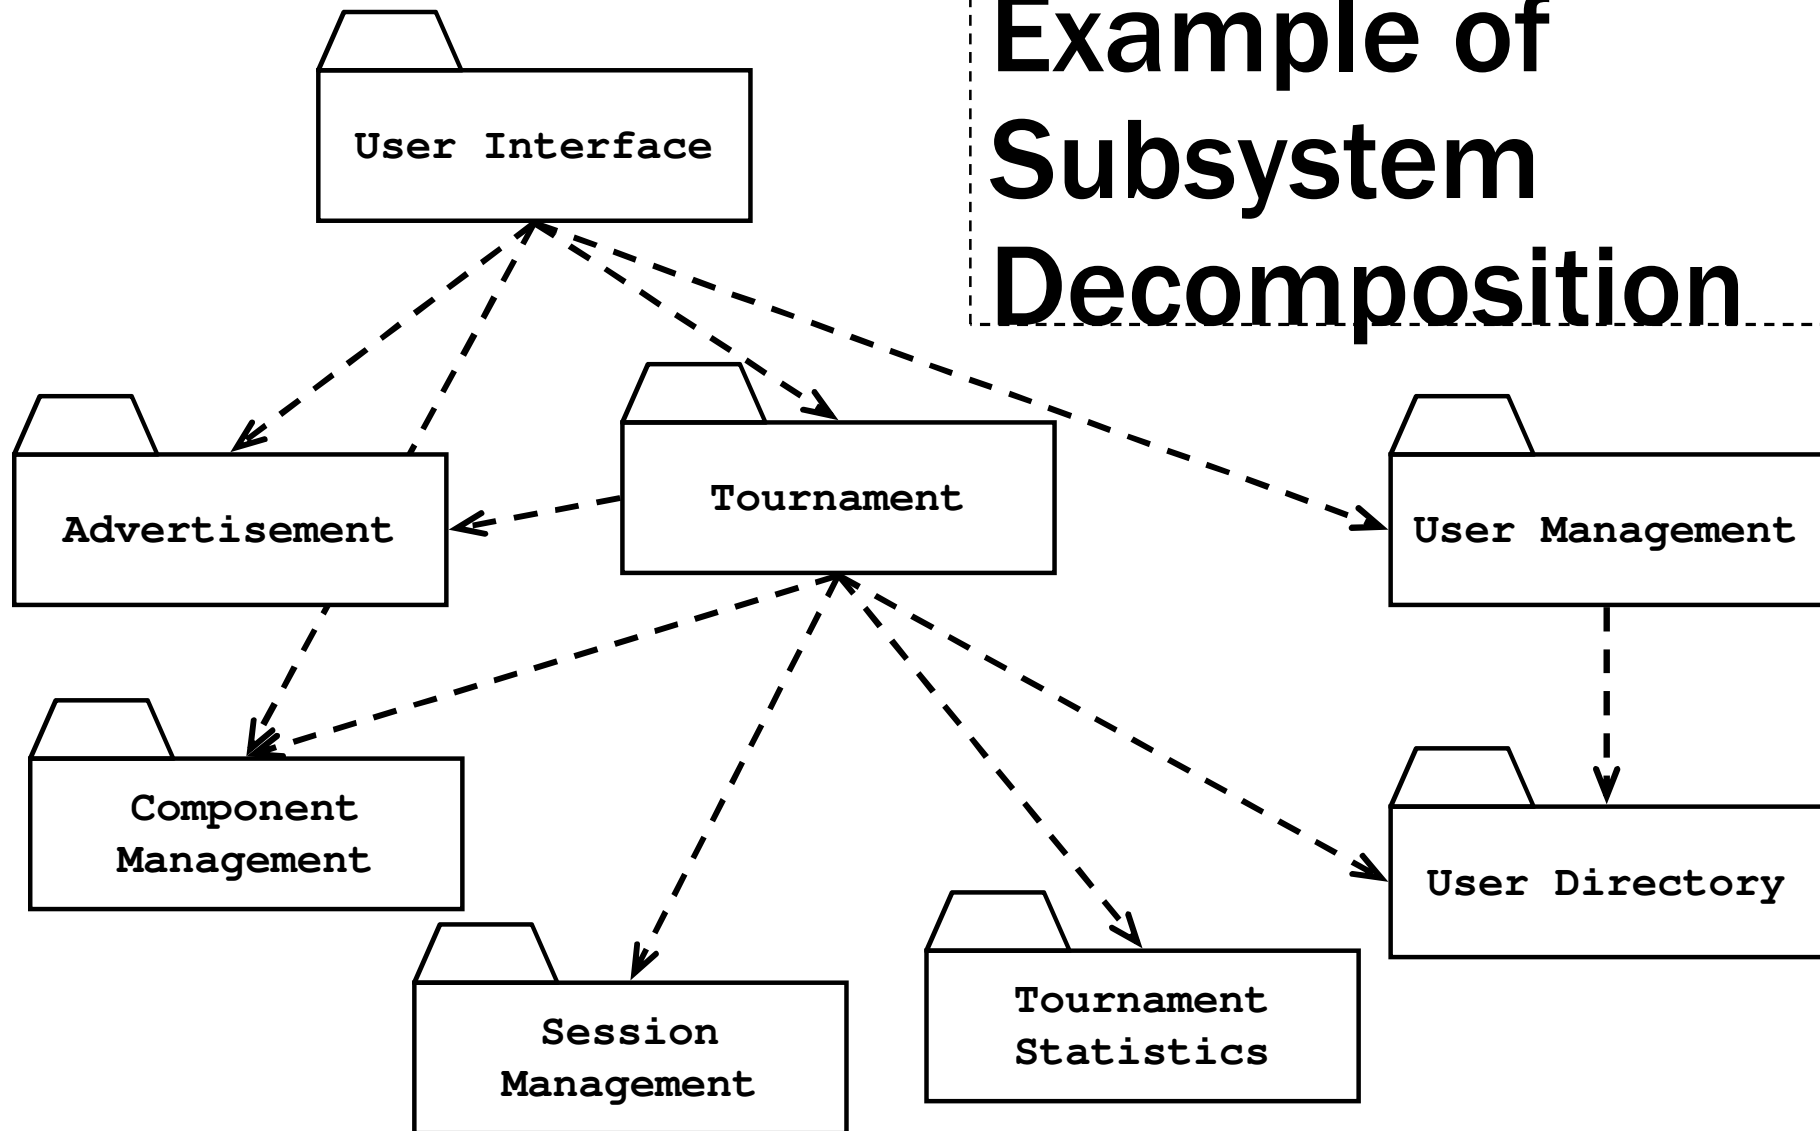 Example of
Subsystem
Decomposition
User Interface
Advertisement
Tournament
User Management
Component
Management
User Directory
Session
Management
Tournament
Statistics